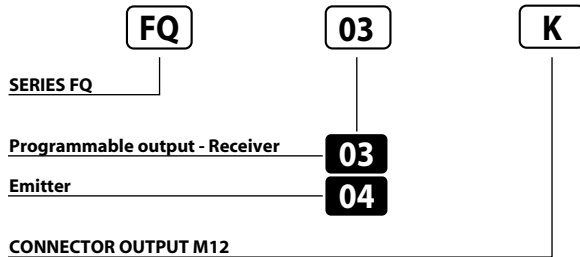 FQ 03 K
SERIES FQ
Programmable output - Receiver 03
Emitter 04
CONNECTOR OUTPUT M12